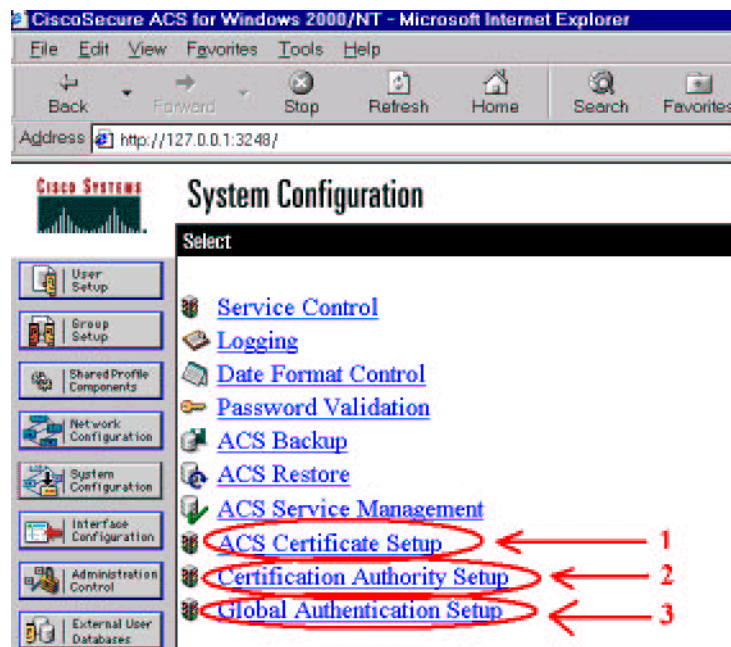 CiscoSecure ACS for Windows 2000/NT - Microsoft Internet Explorer
File Edit View Favorites Tools Help
Back Forward Stop Refresh Home Search Favorites
Address http://127.0.0.1:3248/
CISCO SYSTEMS
System Configuration
Select
User
Setup
Group
Setup
Shared Profile
Components
Network
Configuration
System
Configuration
Interface
Configuration
Administration
Control
External User
Databases
Service Control
Logging
Date Format Control
Password Validation
ACS Backup
ACS Restore
ACS Service Management
ACS Certificate Setup 1
Certification Authority Setup 2
Global Authentication Setup 3